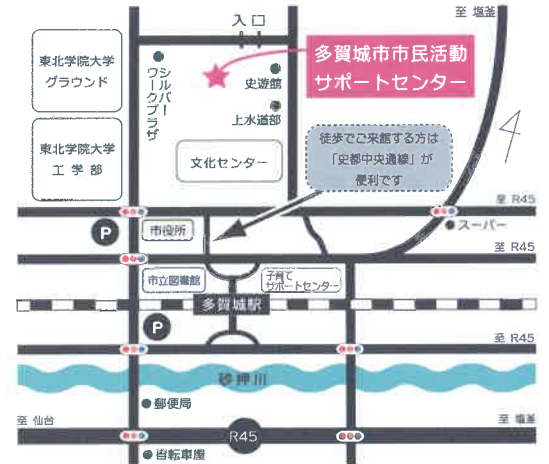 至 塩釜
入口
多賀城市市民活動
サポートセンター
東北学院大学
グラウンド
シルバー
ワークプラザ
史遊館
上水道部
東北学院大学
工学部
文化センター
徒歩でご来館する方は
「史都中央通線」が
便利です
至 R45
P
市役所
スーパー
至 R45
市立図書館
子育て
サポートセンター
多賀城駅
P
至 R45
砂押川
郵便局
至 仙台
R45
至 塩釜
自転車屋